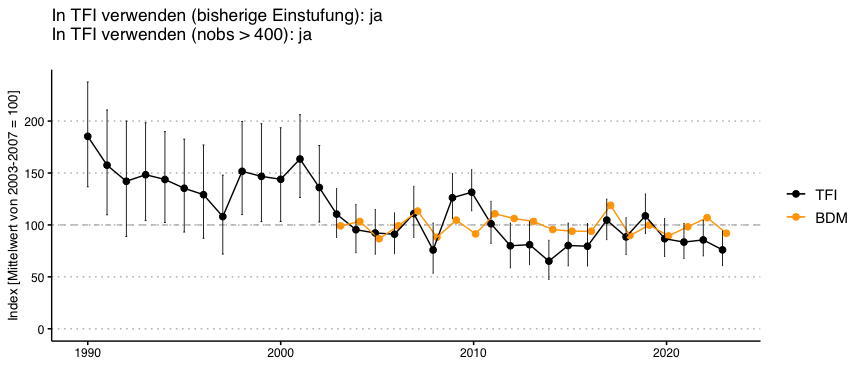 In TFI verwenden (bisherige Einstufung): ja
In TFI verwenden (nobs > 400): ja
Index [Mittelwert von 2003-2007 = 100]
200
150
100
50
0
1990
2000
2010
2020
TFI
BDM